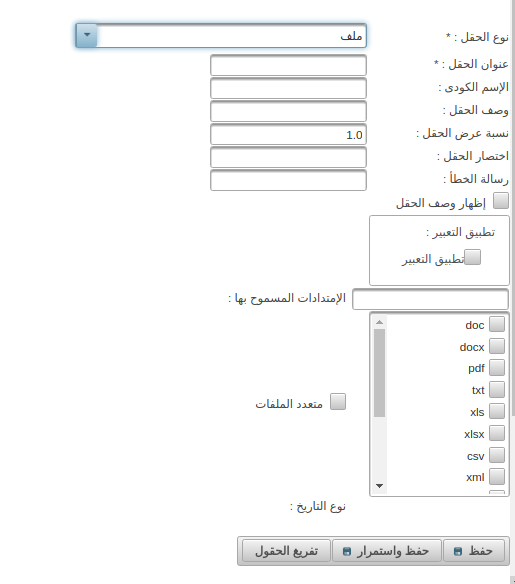 نوع الحقل : *
ملف
عنوان الحقل : *
الإسم الكودى :
وصف الحقل :
نسبة عرض الحقل :
1.0
اختصار الحقل :
رسالة الخطأ :
إظهار وصف الحقل
تطبيق التعبير :
تطبيق التعبير
الإمتدادات المسموح بها :
doc
docx
pdf
txt
xls
xlsx
csv
xml
متعدد الملفات
نوع التاريخ :
حفظ
حفظ واستمرار
تفريغ الحقول